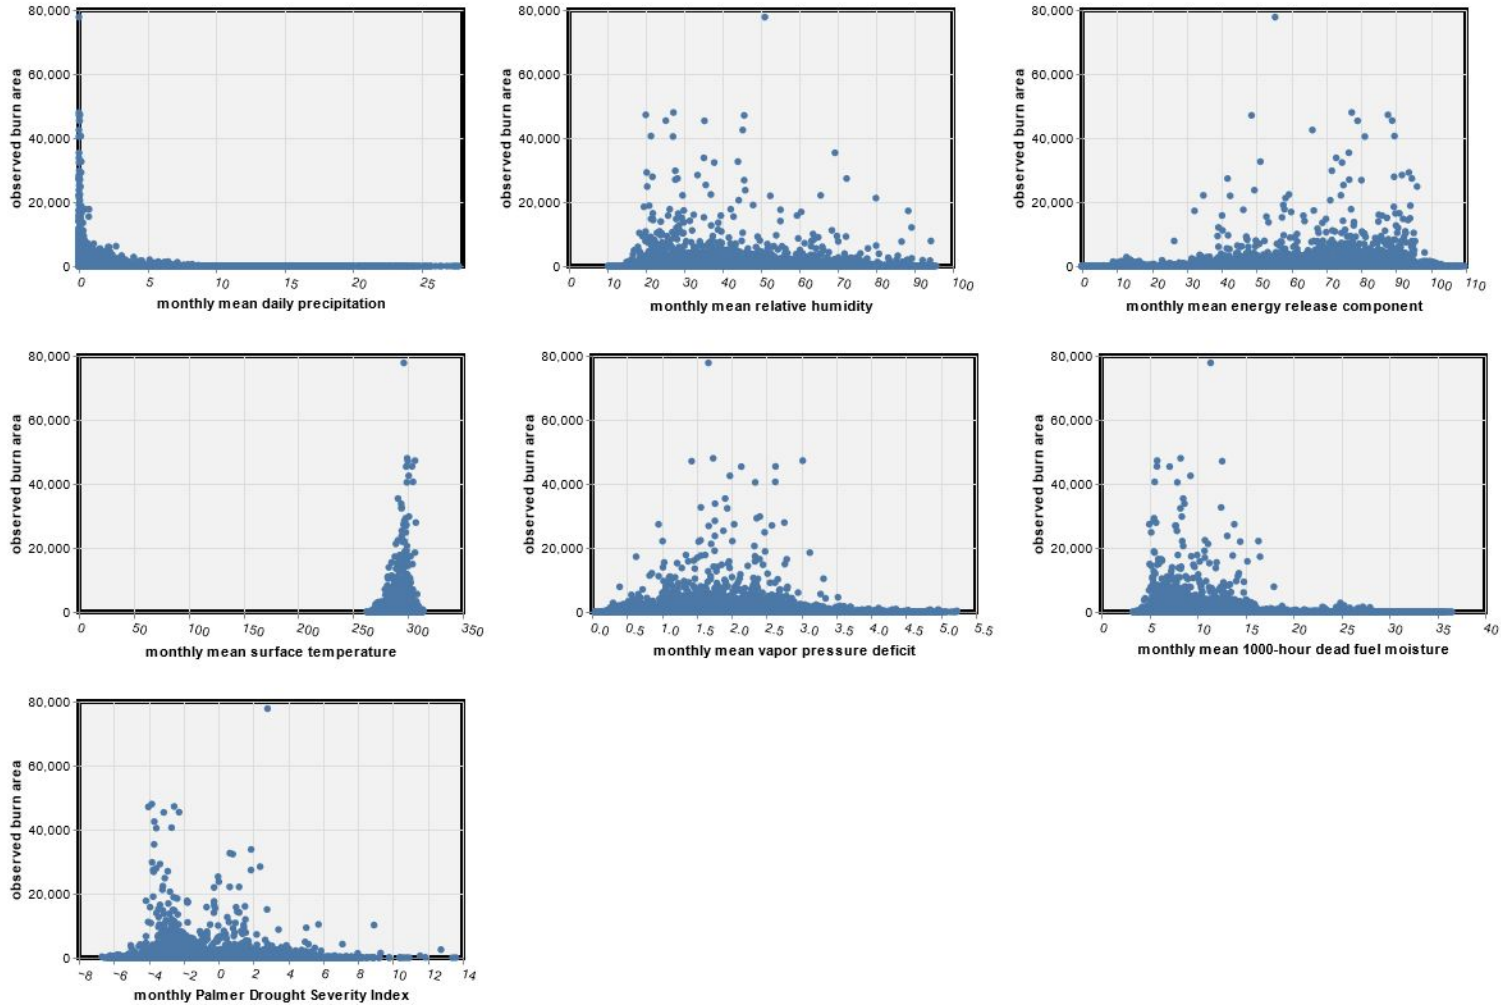 80,000
60,000
40,000
20,000
0
observed burn area
0 5 10 15 20 25
monthly mean daily precipitation
80,000
60,000
40,000
20,000
0
observed burn area
0 10 20 30 40 50 60 70 80 90 100
monthly mean relative humidity
80,000
60,000
40,000
20,000
0
observed burn area
0 10 20 30 40 50 60 70 80 90 100 110
monthly mean energy release component
80,000
60,000
40,000
20,000
0
observed burn area
0 50 100 150 200 250 300 350
monthly mean surface temperature
80,000
60,000
40,000
20,000
0
observed burn area
0.0 0.5 1.0 1.5 2.0 2.5 3.0 3.5 4.0 4.5 5.0 5.5
monthly mean vapor pressure deficit
80,000
60,000
40,000
20,000
0
observed burn area
0 5 10 15 20 25 30 35 40
monthly mean 1000-hour dead fuel moisture
80,000
60,000
40,000
20,000
0
observed burn area
−8 −6 −4 −2 0 2 4 6 8 10 12 14
monthly Palmer Drought Severity Index